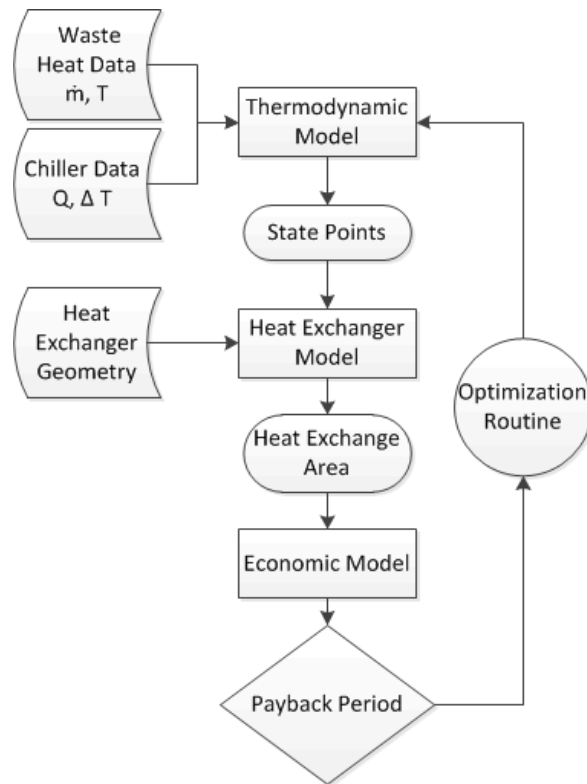 Waste
Heat Data
ṁ, T
Chiller Data
Q, Δ T
Thermodynamic
Model
State Points
Heat
Exchanger
Geometry
Heat Exchanger
Model
Optimization
Routine
Heat Exchange
Area
Economic Model
Payback Period